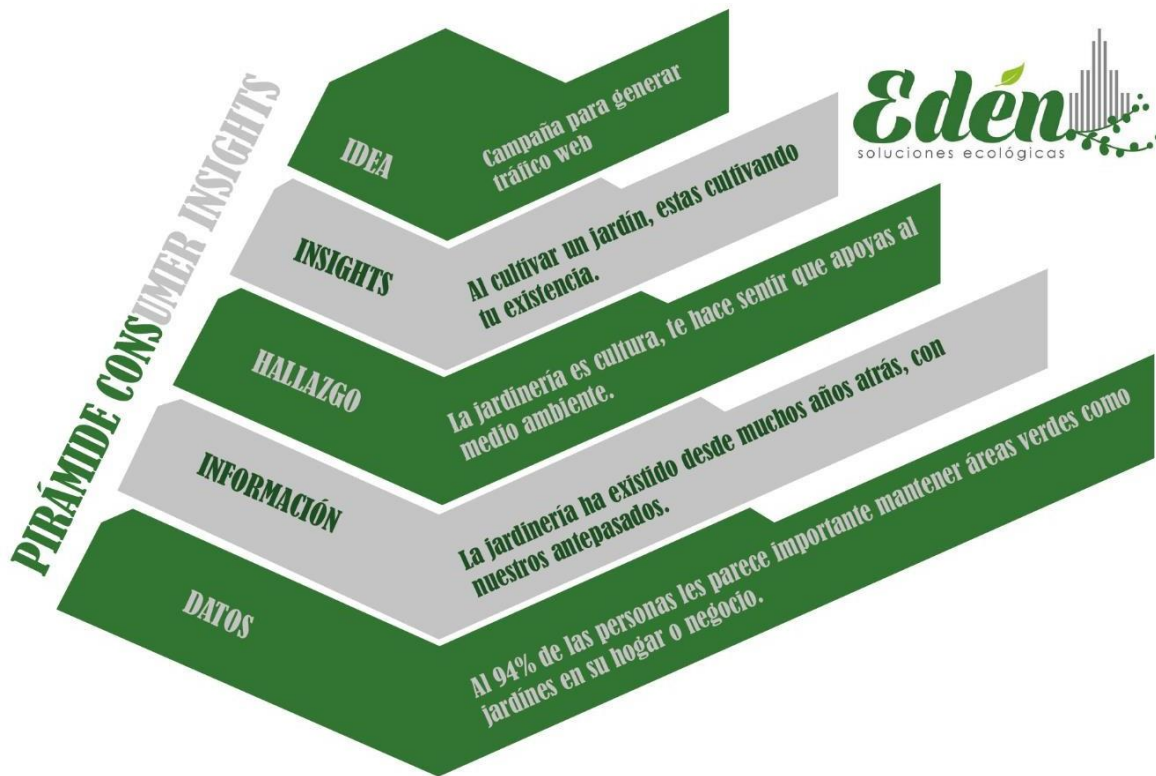 PIRÁMIDE CONSUMER INSIGHTS
Edén
soluciones ecológicas
IDEA
Campaña para generar
tráfico web
INSIGHTS
Al cultivar un jardín, estas cultivando
tu existencia.
HALLAZGO
La jardinería es cultura, te hace sentir que apoyas al
medio ambiente.
INFORMACIÓN
La jardinería ha existido desde muchos años atrás, con
nuestros antepasados.
DATOS
Al 94% de las personas les parece importante mantener áreas verdes como
jardínes en su hogar o negocio.